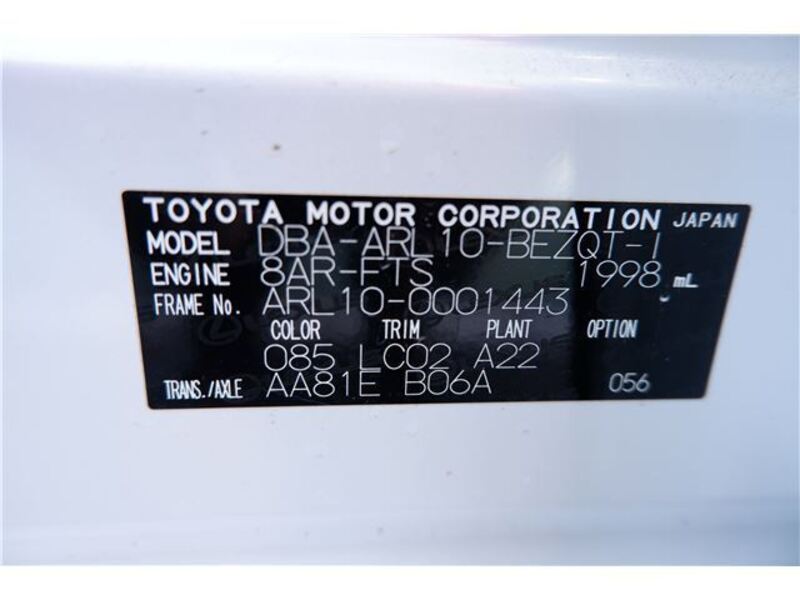 TOYOTA MOTOR CORPORATION JAPAN
MODEL DBA-ARL10-BEZQT-I
ENGINE 8AR-FTS 1998 mL
FRAME No. ARL10-0001443
COLOR TRIM PLANT OPTION
085 LC02 A22
TRANS./AXLE AA81E B06A 056